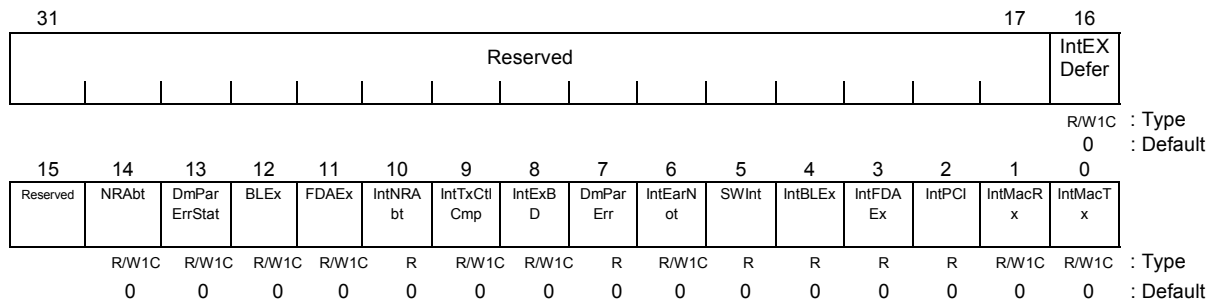 31 17 16
Reserved IntEX
Defer
R/W1C : Type
0 : Default
15 14 13 12 11 10 9 8 7 6 5 4 3 2 1 0
Reserved NRAbt DmPar BLEx FDAEx IntNRA IntTxCtl IntExB DmPar IntEarN SWInt IntBLEx IntFDA IntPCI IntMacR IntMacT
ErrStat bt Cmp D Err ot Ex x x
R/W1C R/W1C R/W1C R/W1C R R/W1C R/W1C R R/W1C R R R R R/W1C R/W1C : Type
0 0 0 0 0 0 0 0 0 0 0 0 0 0 0 : Default